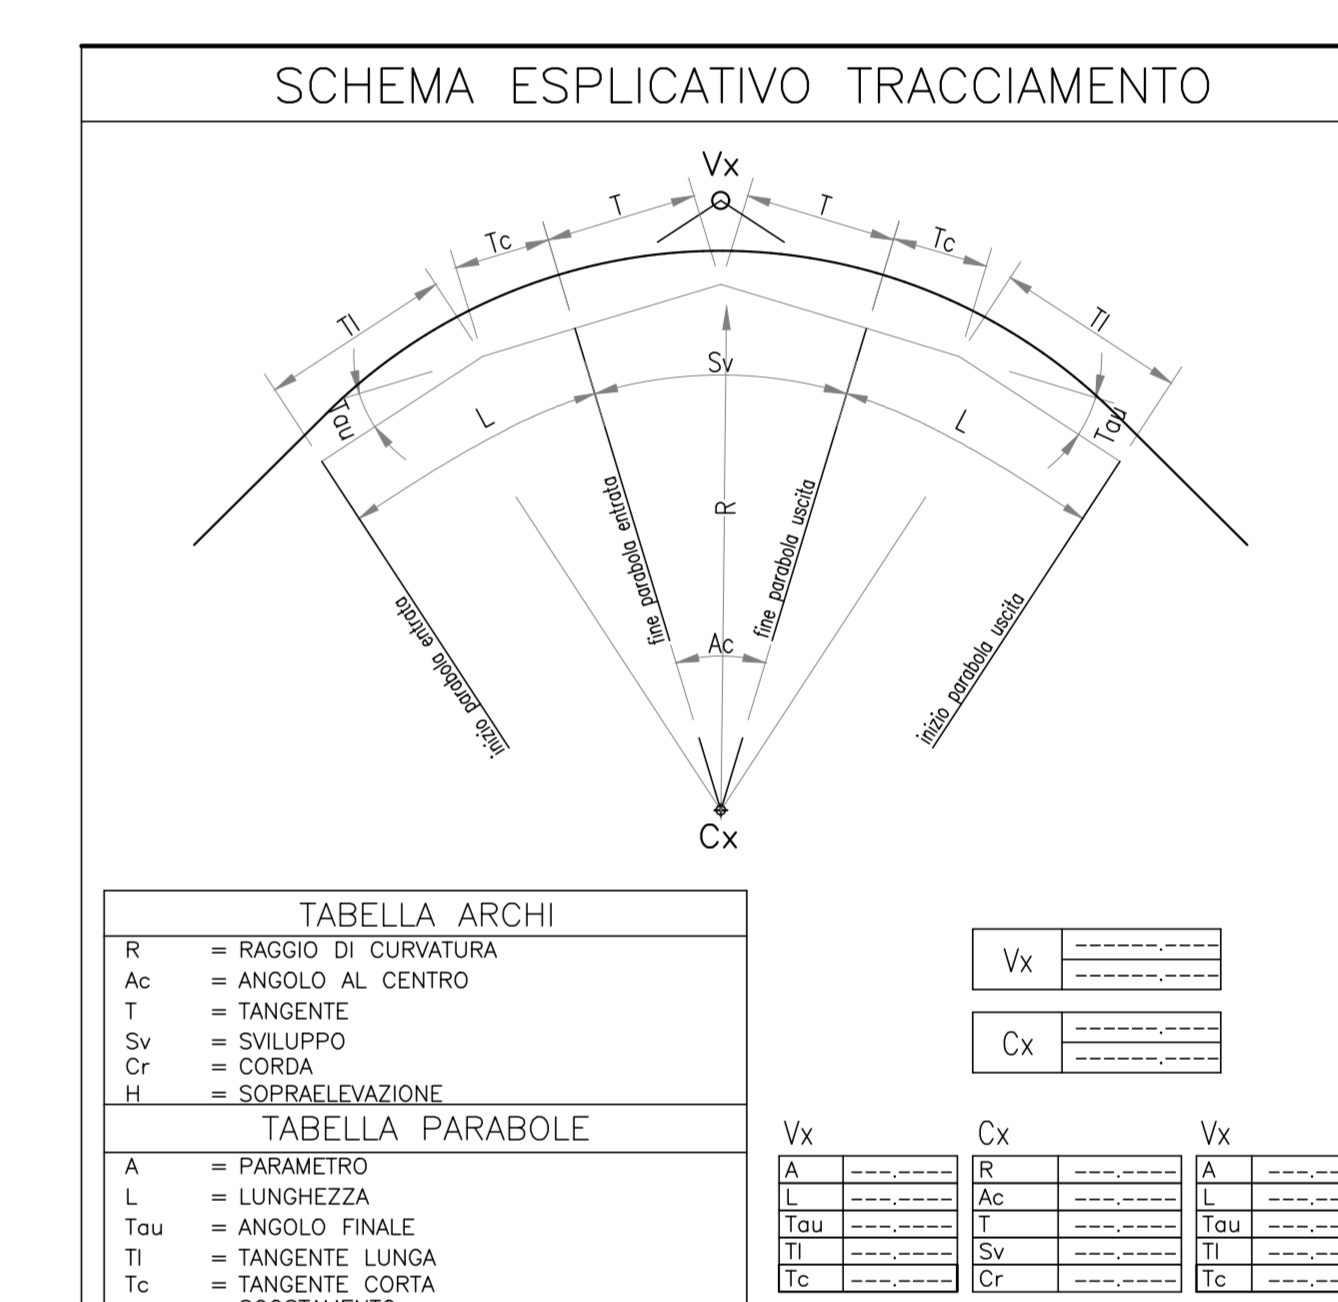 SCHEMA ESPLICATIVO TRACCIAMENTO
Vx
T
T
Tc
Tc
Tl
Tl
Sv
Tau
Tau
L
L
R
fine parabola entrata
fine parabola uscita
inizio parabola entrata
inizio parabola uscita
Ac
Cx
TABELLA ARCHI
R = RAGGIO DI CURVATURA
Ac = ANGOLO AL CENTRO
T = TANGENTE
Sv = SVILUPPO
Cr = CORDA
H = SOPRAELEVAZIONE
TABELLA PARABOLE
A = PARAMETRO
L = LUNGHEZZA
Tau = ANGOLO FINALE
Tl = TANGENTE LUNGA
Tc = TANGENTE CORTA
Vx ------.----
------.----
Cx ------.----
------.----
Vx
A ---.----
L ---.----
Tau ---.----
Tl ---.----
Tc ---.----
Cx
R ---.----
Ac ---.----
T ---.----
Sv ---.----
Cr ---.----
Vx
A ---.--
L ---.--
Tau ---.--
Tl ---.--
Tc ---.--